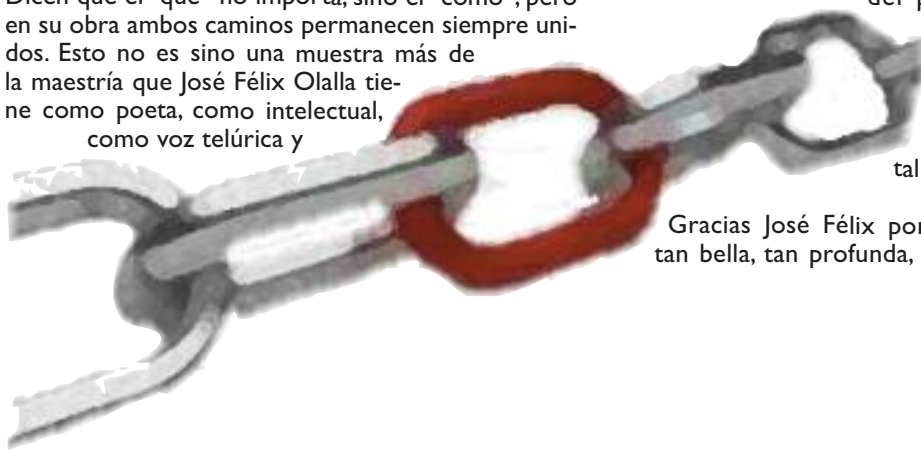 en su obra ambos caminos permanecen siempre uni-
dos. Esto no es sino una muestra más de
la maestría que José Félix Olalla tie-
ne como poeta, como intelectual,
como voz telúrica y
tal
Gracias José Félix por
tan bella, tan profunda,